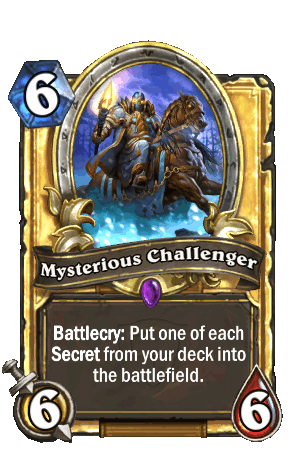 6
Mysterious Challenger
Battlecry: Put one of each
Secret from your deck into
the battlefield.
6
6